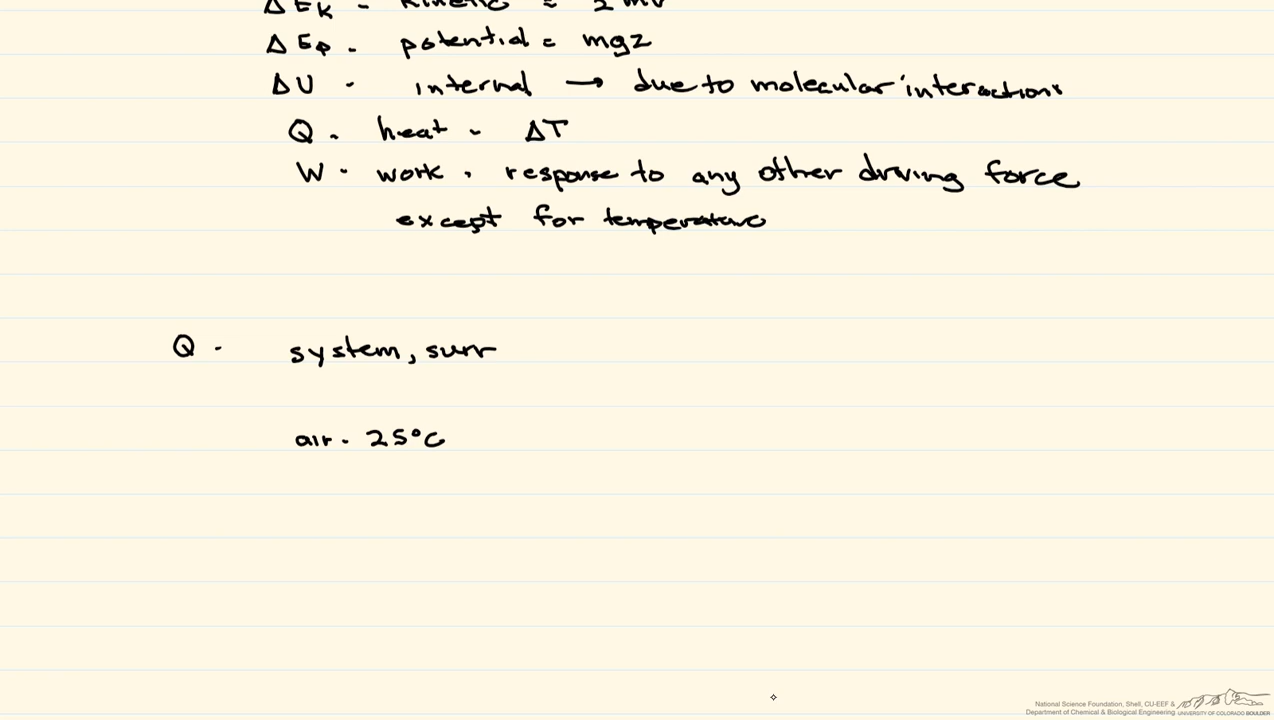 ΔEK - kinetic =
ΔEp - potential = mgz
ΔU - internal → due to molecular interactions
Q - heat - ΔT
W - work - response to any other driving force
except for temperature
Q - system, surr
air - 25°C
National Science Foundation, Shell, CU-EEF &
Department of Chemical & Biological Engineering UNIVERSITY OF COLORADO BOULDER